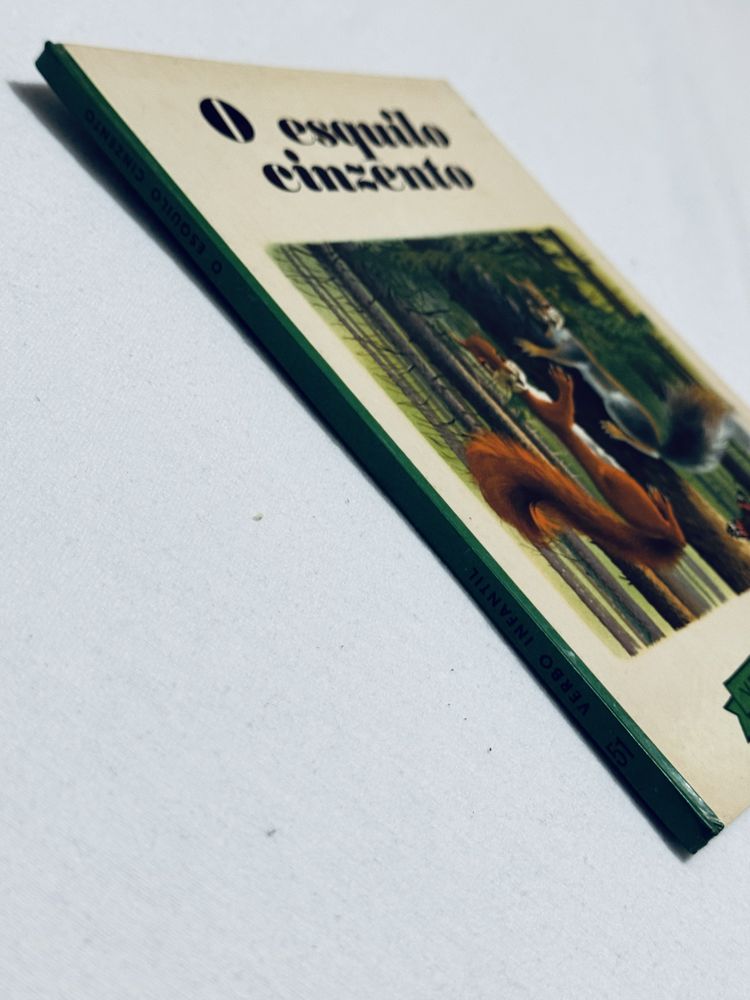 O esquilo
cinzento
O ESQUILO CINZENTO
VERBO INFANTIL